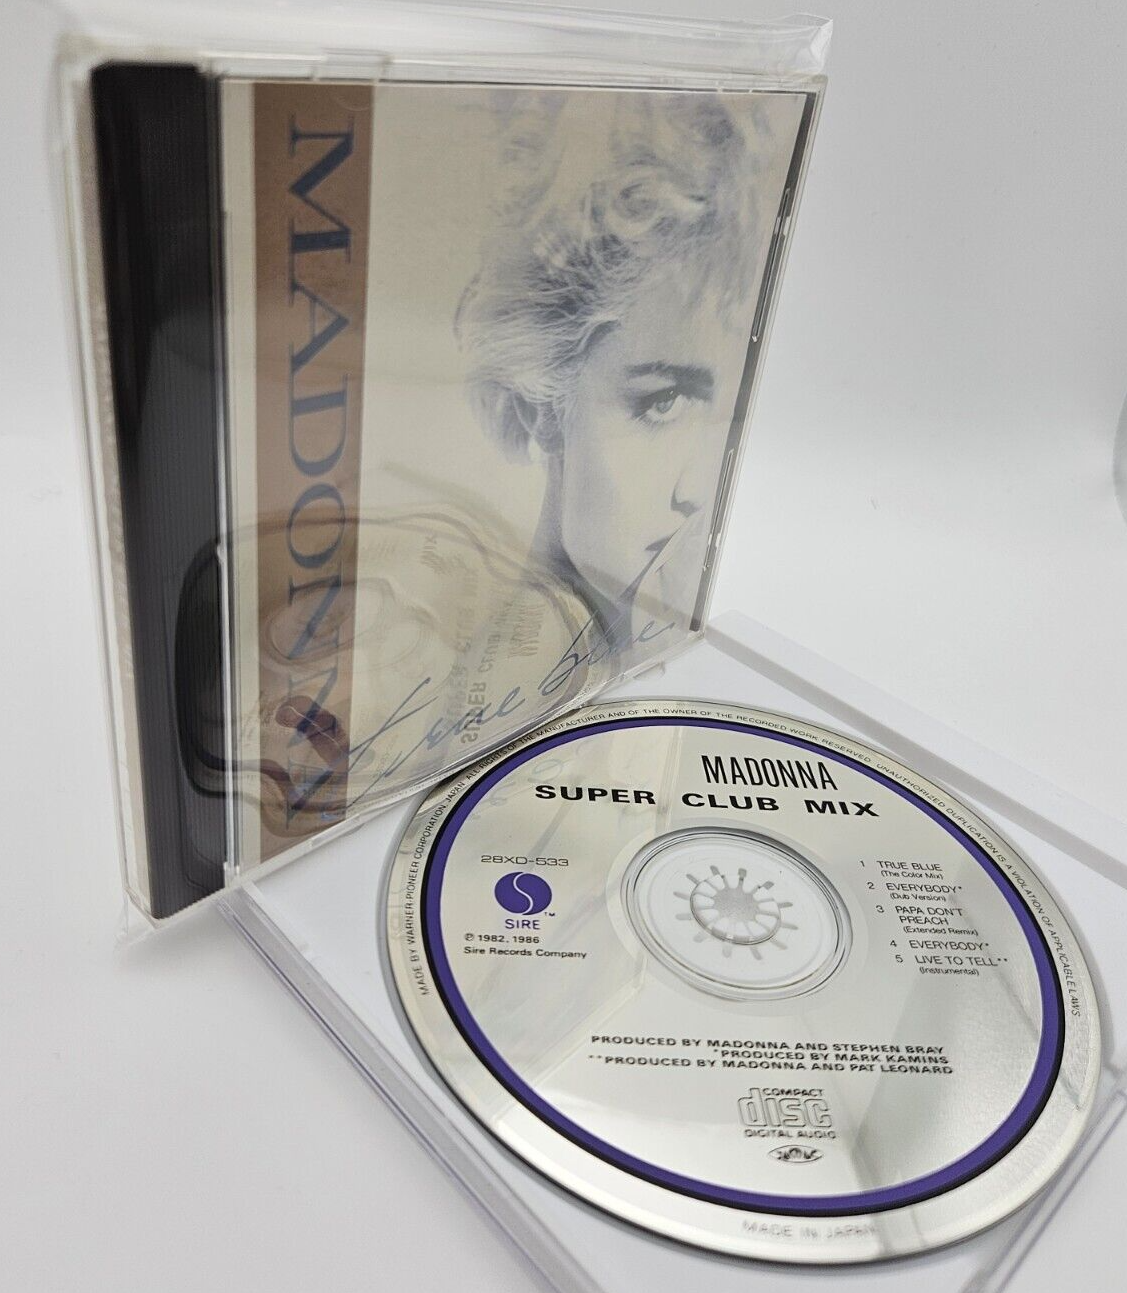 MADONNA
true blue.
MADONNA
SUPER CLUB MIX
28XD-533
SIRE™
℗ 1982, 1986
Sire Records Company
1 TRUE BLUE
(The Color Mix)
2 EVERYBODY*
(Dub Version)
3 PAPA DON'T
PREACH
(Extended Remix)
4 EVERYBODY*
5 LIVE TO TELL**
(Instrumental)
PRODUCED BY MADONNA AND STEPHEN BRAY
*PRODUCED BY MARK KAMINS
**PRODUCED BY MADONNA AND PAT LEONARD
COMPACT
disc
DIGITAL AUDIO
MADE BY WARNER-PIONEER CORPORATION, JAPAN. ALL RIGHTS OF THE MANUFACTURER AND OF THE OWNER OF THE RECORDED WORK RESERVED. UNAUTHORIZED DUPLICATION IS A VIOLATION OF APPLICABLE LAWS
MADE IN JAPAN